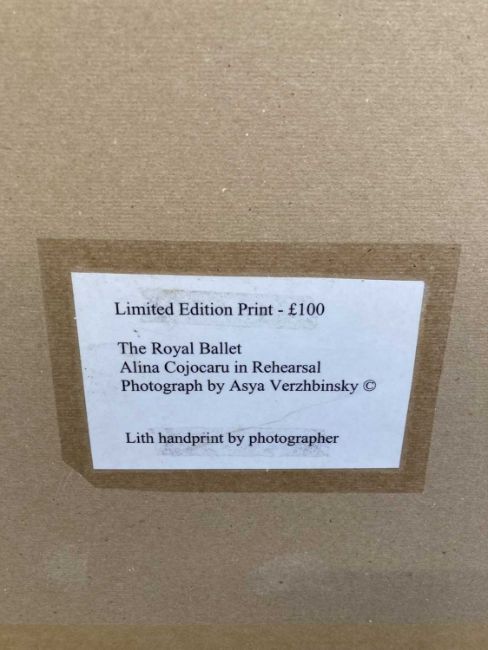 Limited Edition Print - £100
The Royal Ballet
Alina Cojocaru in Rehearsal
Photograph by Asya Verzhbinsky ©
Lith handprint by photographer